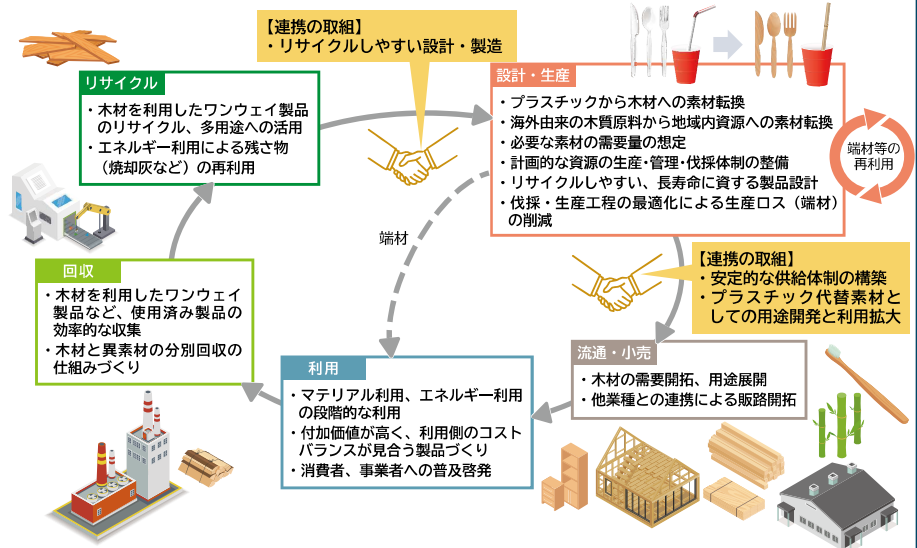 【連携の取組】
・リサイクルしやすい設計・製造
リサイクル
・木材を利用したワンウェイ製品
のリサイクル、多用途への活用
・エネルギー利用による残さ物
（焼却灰など）の再利用
設計・生産
・プラスチックから木材への素材転換
・海外由来の木質原料から地域内資源への素材転換
・必要な素材の需要量の想定
・計画的な資源の生産・管理・伐採体制の整備
・リサイクルしやすい、長寿命に資する製品設計
・伐採・生産工程の最適化による生産ロス（端材）
の削減
端材等の
再利用
端材
【連携の取組】
・安定的な供給体制の構築
・プラスチック代替素材と
しての用途開発と利用拡大
回収
・木材を利用したワンウェイ
製品など、使用済み製品の
効率的な収集
・木材と異素材の分別回収の
仕組みづくり
利用
・マテリアル利用、エネルギー利用
の段階的な利用
・付加価値が高く、利用側のコスト
バランスが見合う製品づくり
・消費者、事業者への普及啓発
流通・小売
・木材の需要開拓、用途展開
・他業種との連携による販路開拓